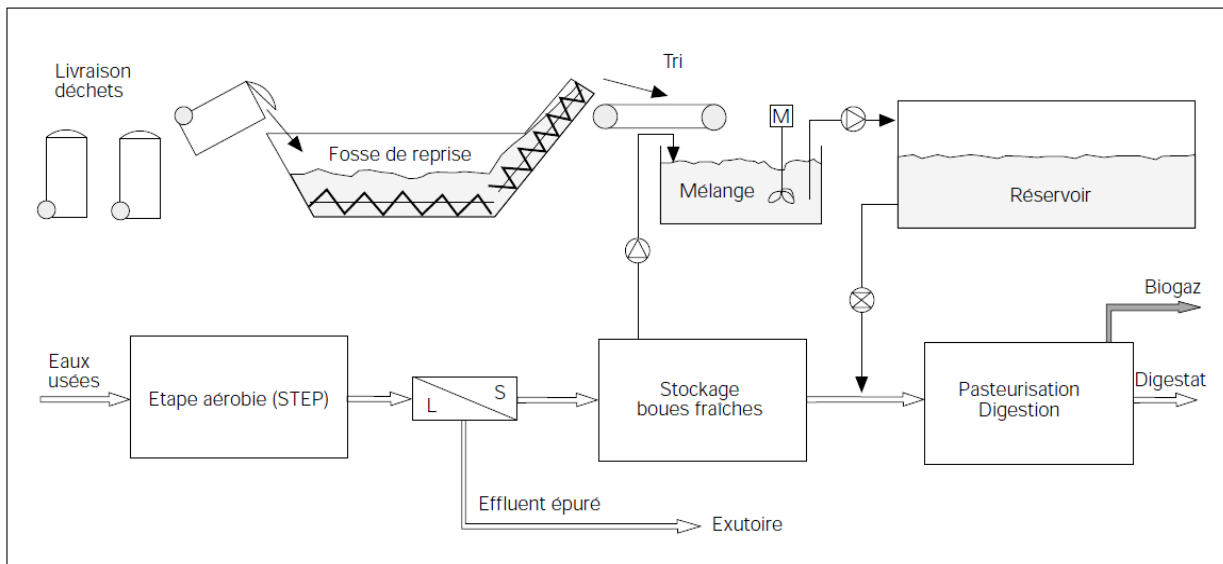 Livraison
déchets
Tri
Fosse de reprise
M
Mélange
Réservoir
Biogaz
Eaux
usées
Etape aérobie (STEP)
L
S
Stockage
boues fraîches
Pasteurisation
Digestion
Digestat
Effluent épuré
Exutoire